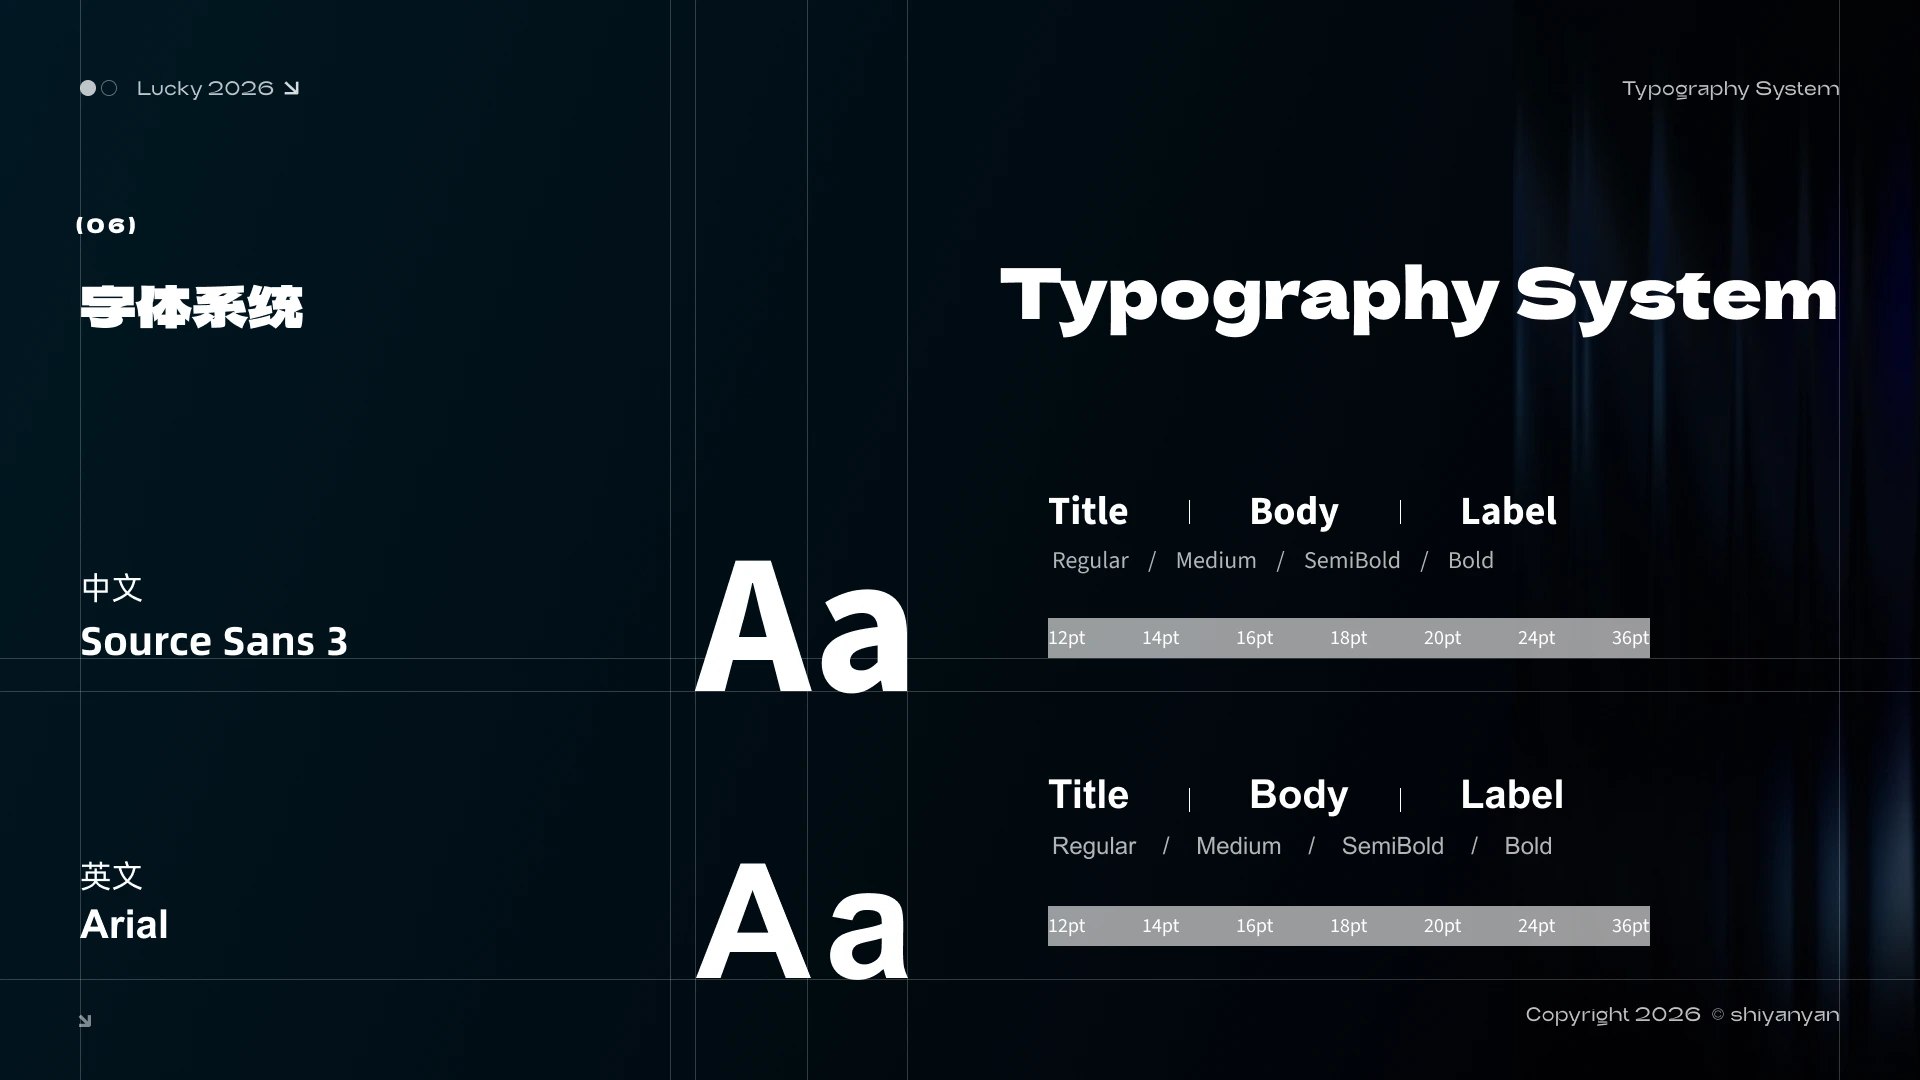 Lucky 2026
Typography System
(06)
字体系统
Typography System
中文
Source Sans 3
Aa
Title | Body | Label
Regular / Medium / SemiBold / Bold
12pt 14pt 16pt 18pt 20pt 24pt 36pt
英文
Arial
Aa
Title | Body | Label
Regular / Medium / SemiBold / Bold
12pt 14pt 16pt 18pt 20pt 24pt 36pt
Copyright 2026 © shiyanyan